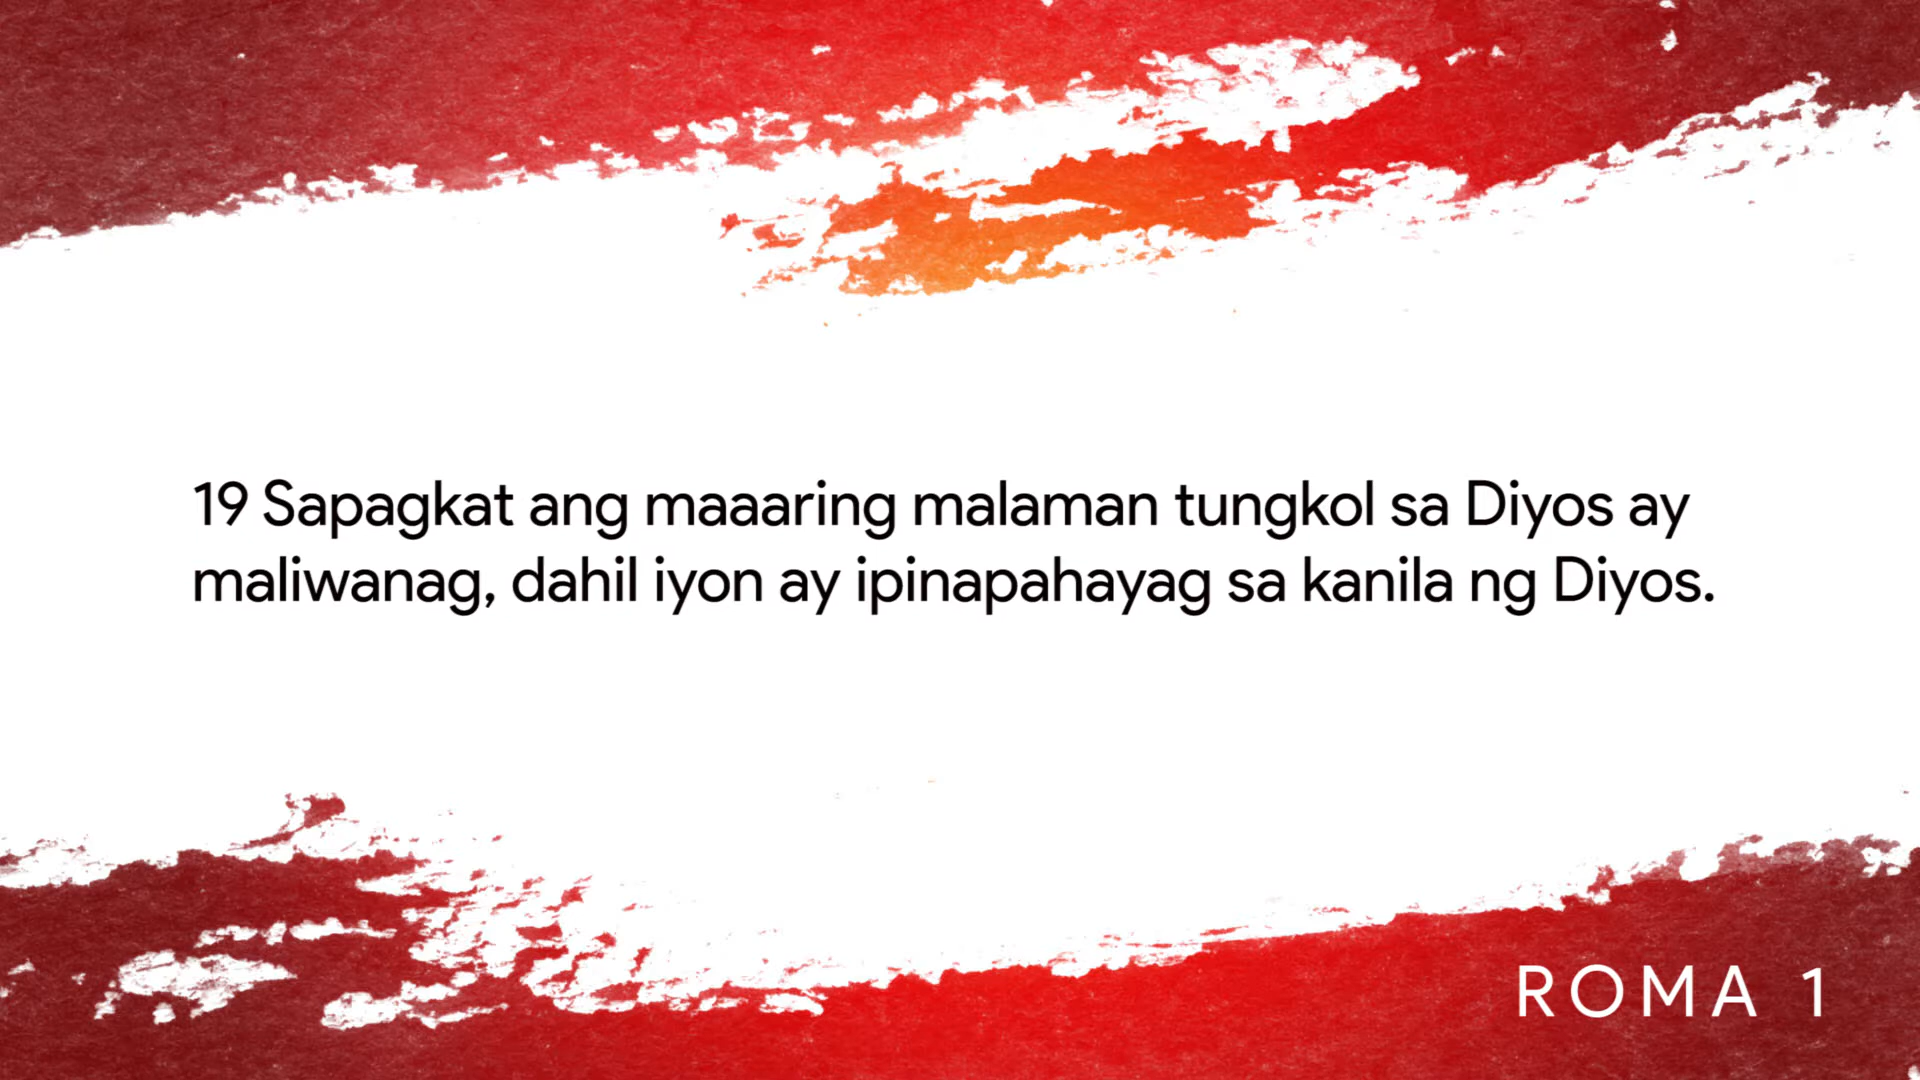 19 Sapagkat ang maaaring malaman tungkol sa Diyos ay
maliwanag, dahil iyon ay ipinapahayag sa kanila ng Diyos.
ROMA 1